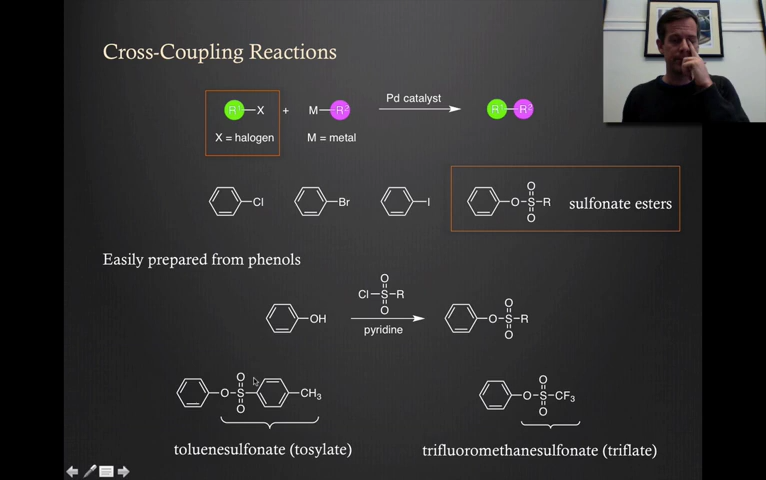 Cross-Coupling Reactions
R¹—X + M—R² Pd catalyst R¹—R²
X = halogen M = metal
Cl Br I O O S R O sulfonate esters
Easily prepared from phenols
OH O Cl—S—R O pyridine O O S R O
O O S O CH₃ O O S CF₃ O
toluenesulfonate (tosylate) trifluoromethanesulfonate (triflate)